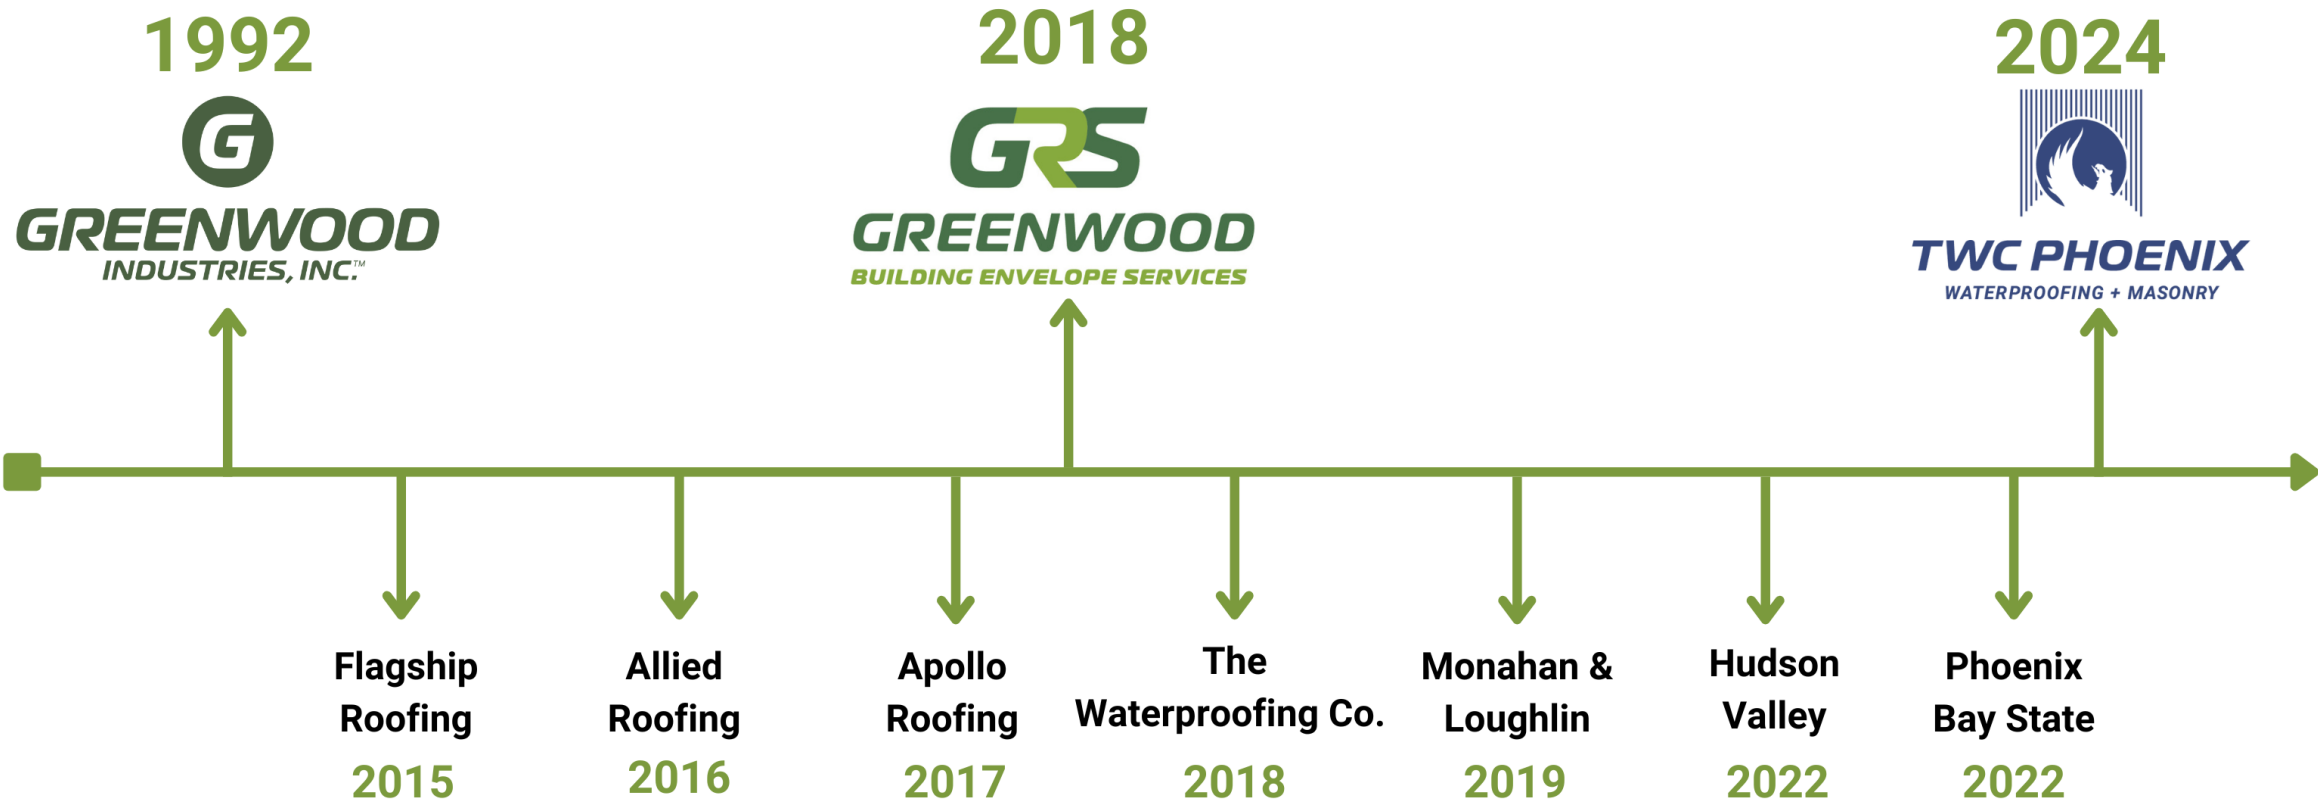 1992
G
GREENWOOD
INDUSTRIES, INC.™
2018
GRS
GREENWOOD
BUILDING ENVELOPE SERVICES
2024
TWC PHOENIX
WATERPROOFING + MASONRY
Flagship
Roofing
2015
Allied
Roofing
2016
Apollo
Roofing
2017
The
Waterproofing Co.
2018
Monahan &
Loughlin
2019
Hudson
Valley
2022
Phoenix
Bay State
2022